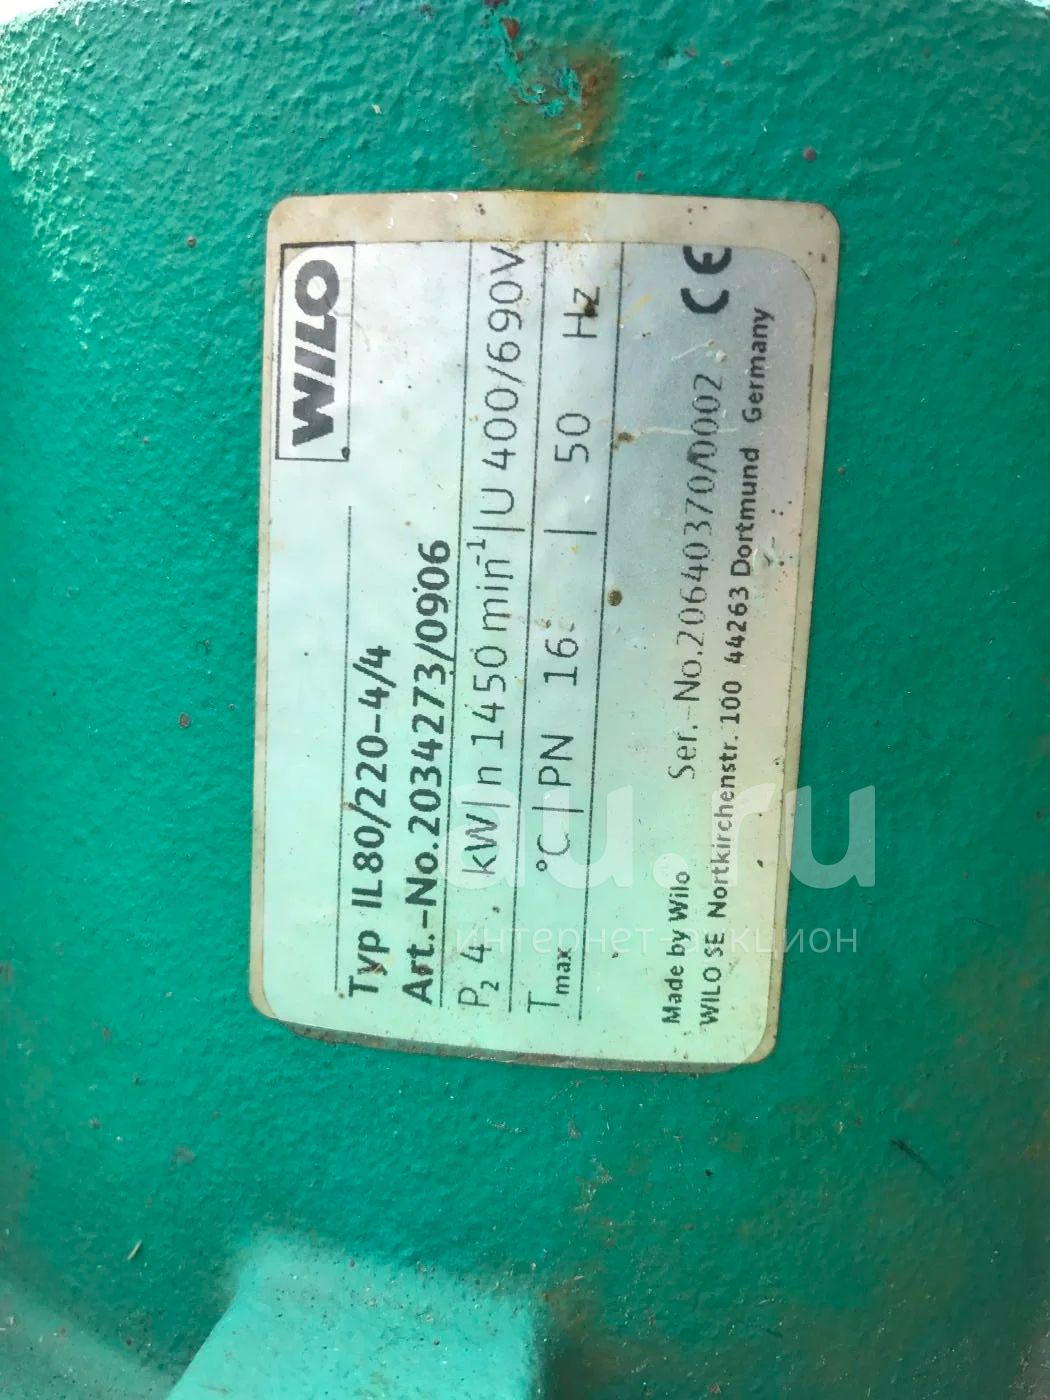 WILO
Typ IL80/220-4/4
Art.-No.2034273/0906
P2 4 . kW|n 1450 min-1|U 400/690V
Tmax °C|PN 16 | 50 Hz
Made by Wilo Ser.-No.206403​70/0002 CE
WILO SE Nortkirchenstr. 100 44263 Dortmund Germany
au.ru
интернет-аукцион